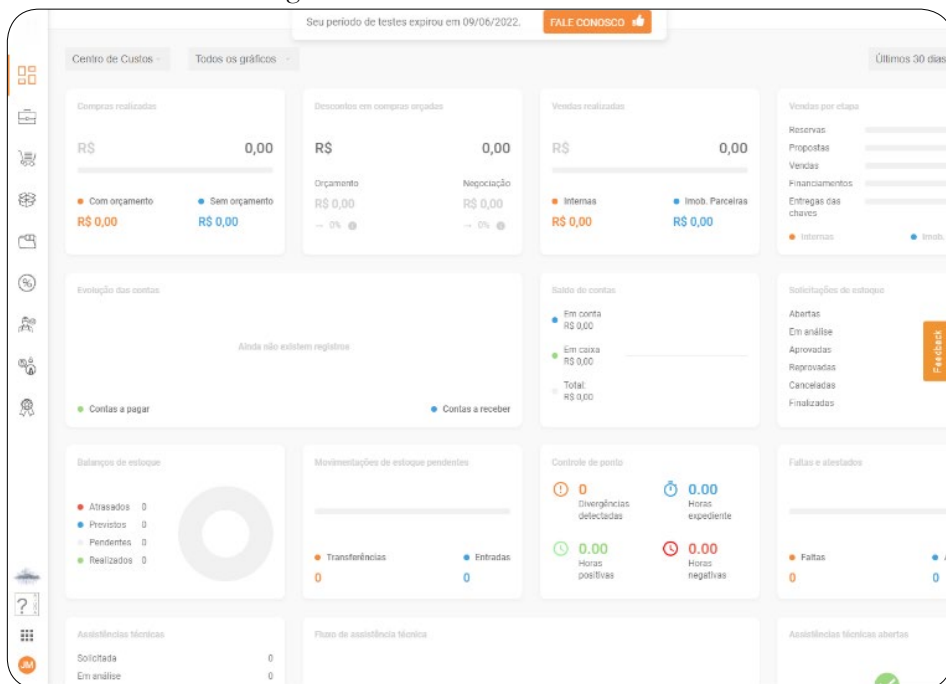 Seu período de testes expirou em 09/06/2022. FALE CONOSCO
Centro de Custos Todos os gráficos Últimos 30 dias
Compras realizadas
R$ 0,00
Com orçamento Sem orçamento
R$ 0,00 R$ 0,00
Descontos em compras orçadas
R$ 0,00
Orçamento Negociação
R$ 0,00 R$ 0,00
→ 0% → 0%
Vendas realizadas
R$ 0,00
Internas Imob. Parceiras
R$ 0,00 R$ 0,00
Vendas por etapa
Reservas
Propostas
Vendas
Financiamentos
Entregas das
chaves
Internas Imob.
Evolução das contas
Ainda não existem registros
Contas a pagar Contas a receber
Saldo de contas
Em conta
R$ 0,00
Em caixa
R$ 0,00
Total:
R$ 0,00
Solicitações de estoque
Abertas
Em análise
Aprovadas
Reprovadas
Canceladas
Finalizadas
Feedback
Balanços de estoque
Atrasados 0
Previstos 0
Pendentes 0
Realizados 0
Movimentações de estoque pendentes
Transferências Entradas
0 0
Controle de ponto
0 0.00
Divergências Horas
detectadas expediente
0.00 0.00
Horas Horas
positivas negativas
Faltas e atestados
Faltas A
0 0
?
JM
Assistências técnicas
Solicitada 0
Em análise 0
Fluxo de assistência técnica
Assistências técnicas abertas